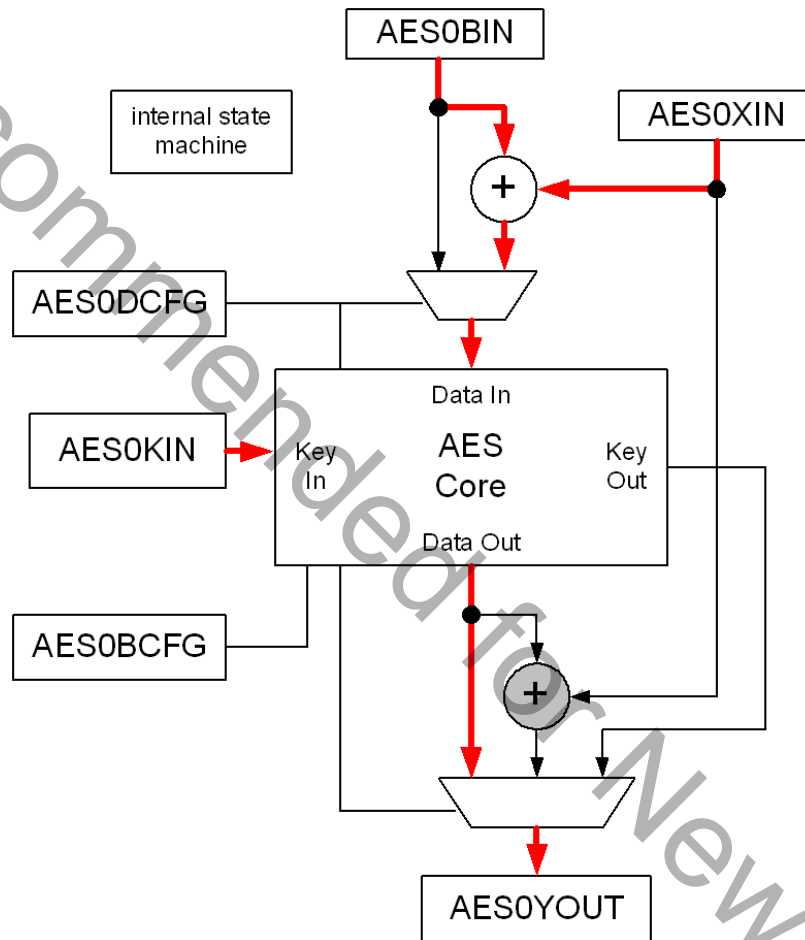 AES0BIN
internal state
machine
AES0XIN
+
AES0DCFG
Data In
AES0KIN
Key
In
AES
Core
Key
Out
Data Out
AES0BCFG
+
AES0YOUT
commended for New